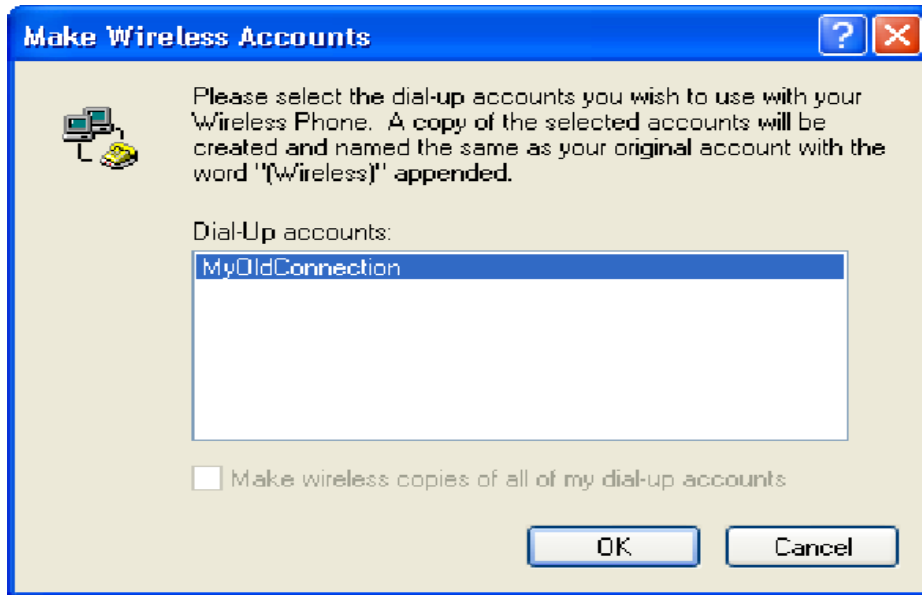 Make Wireless Accounts
Please select the dial-up accounts you wish to use with your
Wireless Phone. A copy of the selected accounts will be
created and named the same as your original account with the
word "(Wireless)" appended.
Dial-Up accounts:
MyOldConnection
Make wireless copies of all of my dial-up accounts
OK Cancel